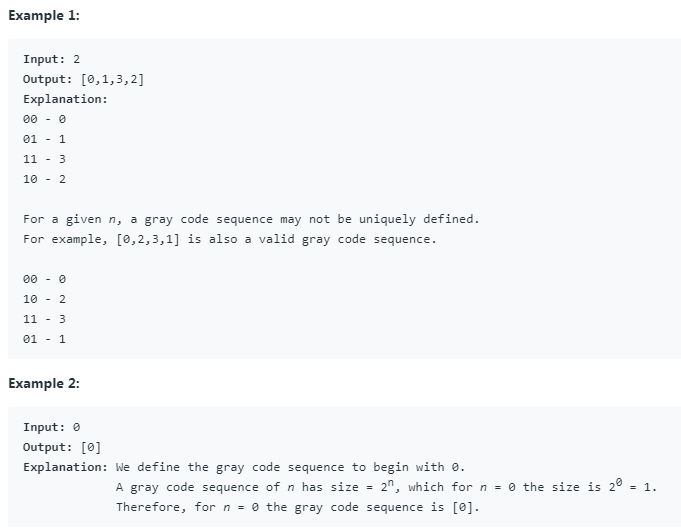 Example 1:
Input: 2
Output: [0,1,3,2]
Explanation:
00 - 0
01 - 1
11 - 3
10 - 2
For a given n, a gray code sequence may not be uniquely defined.
For example, [0,2,3,1] is also a valid gray code sequence.
00 - 0
10 - 2
11 - 3
01 - 1
Example 2:
Input: 0
Output: [0]
Explanation: We define the gray code sequence to begin with 0.
A gray code sequence of n has size = 2ⁿ, which for n = 0 the size is 2⁰ = 1.
Therefore, for n = 0 the gray code sequence is [0].